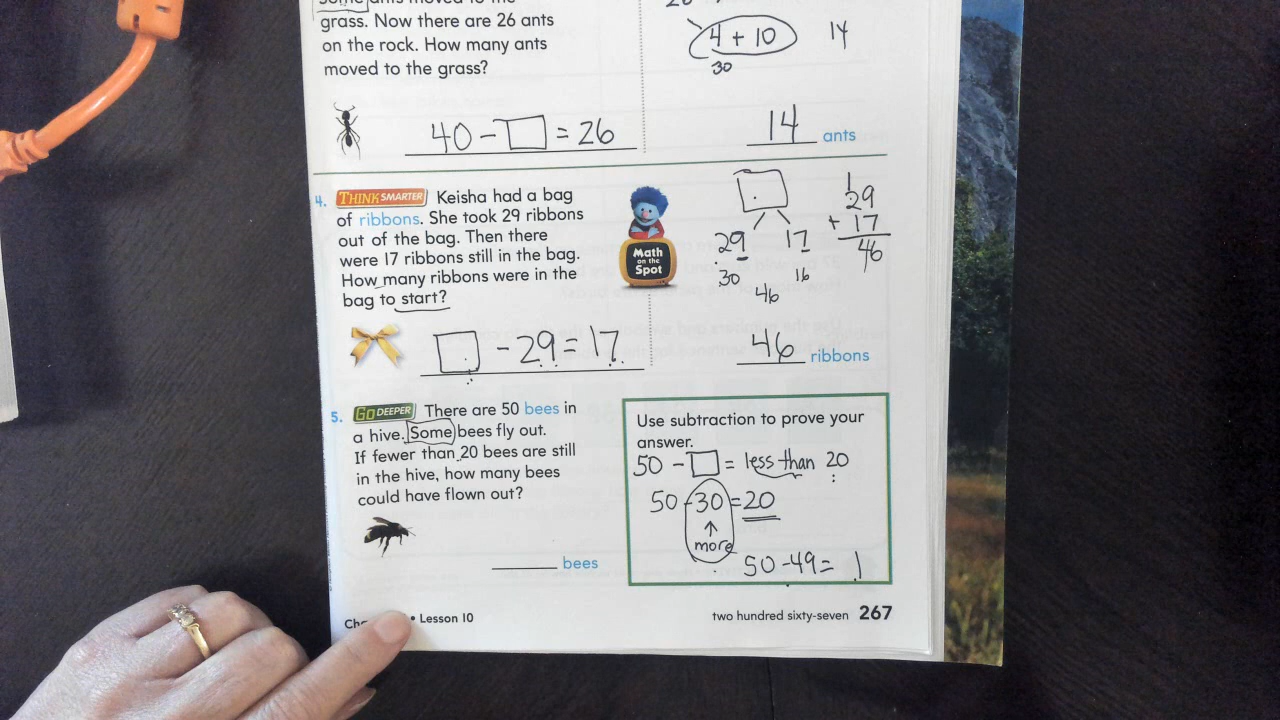 grass. Now there are 26 ants
on the rock. How many ants
moved to the grass?
4 + 10 14
30
40 - □ = 26
14 ants
4. THINK SMARTER Keisha had a bag
of ribbons. She took 29 ribbons
out of the bag. Then there
were 17 ribbons still in the bag.
How many ribbons were in the
bag to start?
Math
on the
Spot
29 17
30 16
46
1
29
+ 17
46
□ - 29 = 17
46 ribbons
5. GO DEEPER There are 50 bees in
a hive. Some bees fly out.
If fewer than 20 bees are still
in the hive, how many bees
could have flown out?
bees
Use subtraction to prove your
answer.
50 - □ = less than 20
50 - 30 = 20
↑
more
50 - 49 = 1
• Lesson 10
two hundred sixty-seven 267